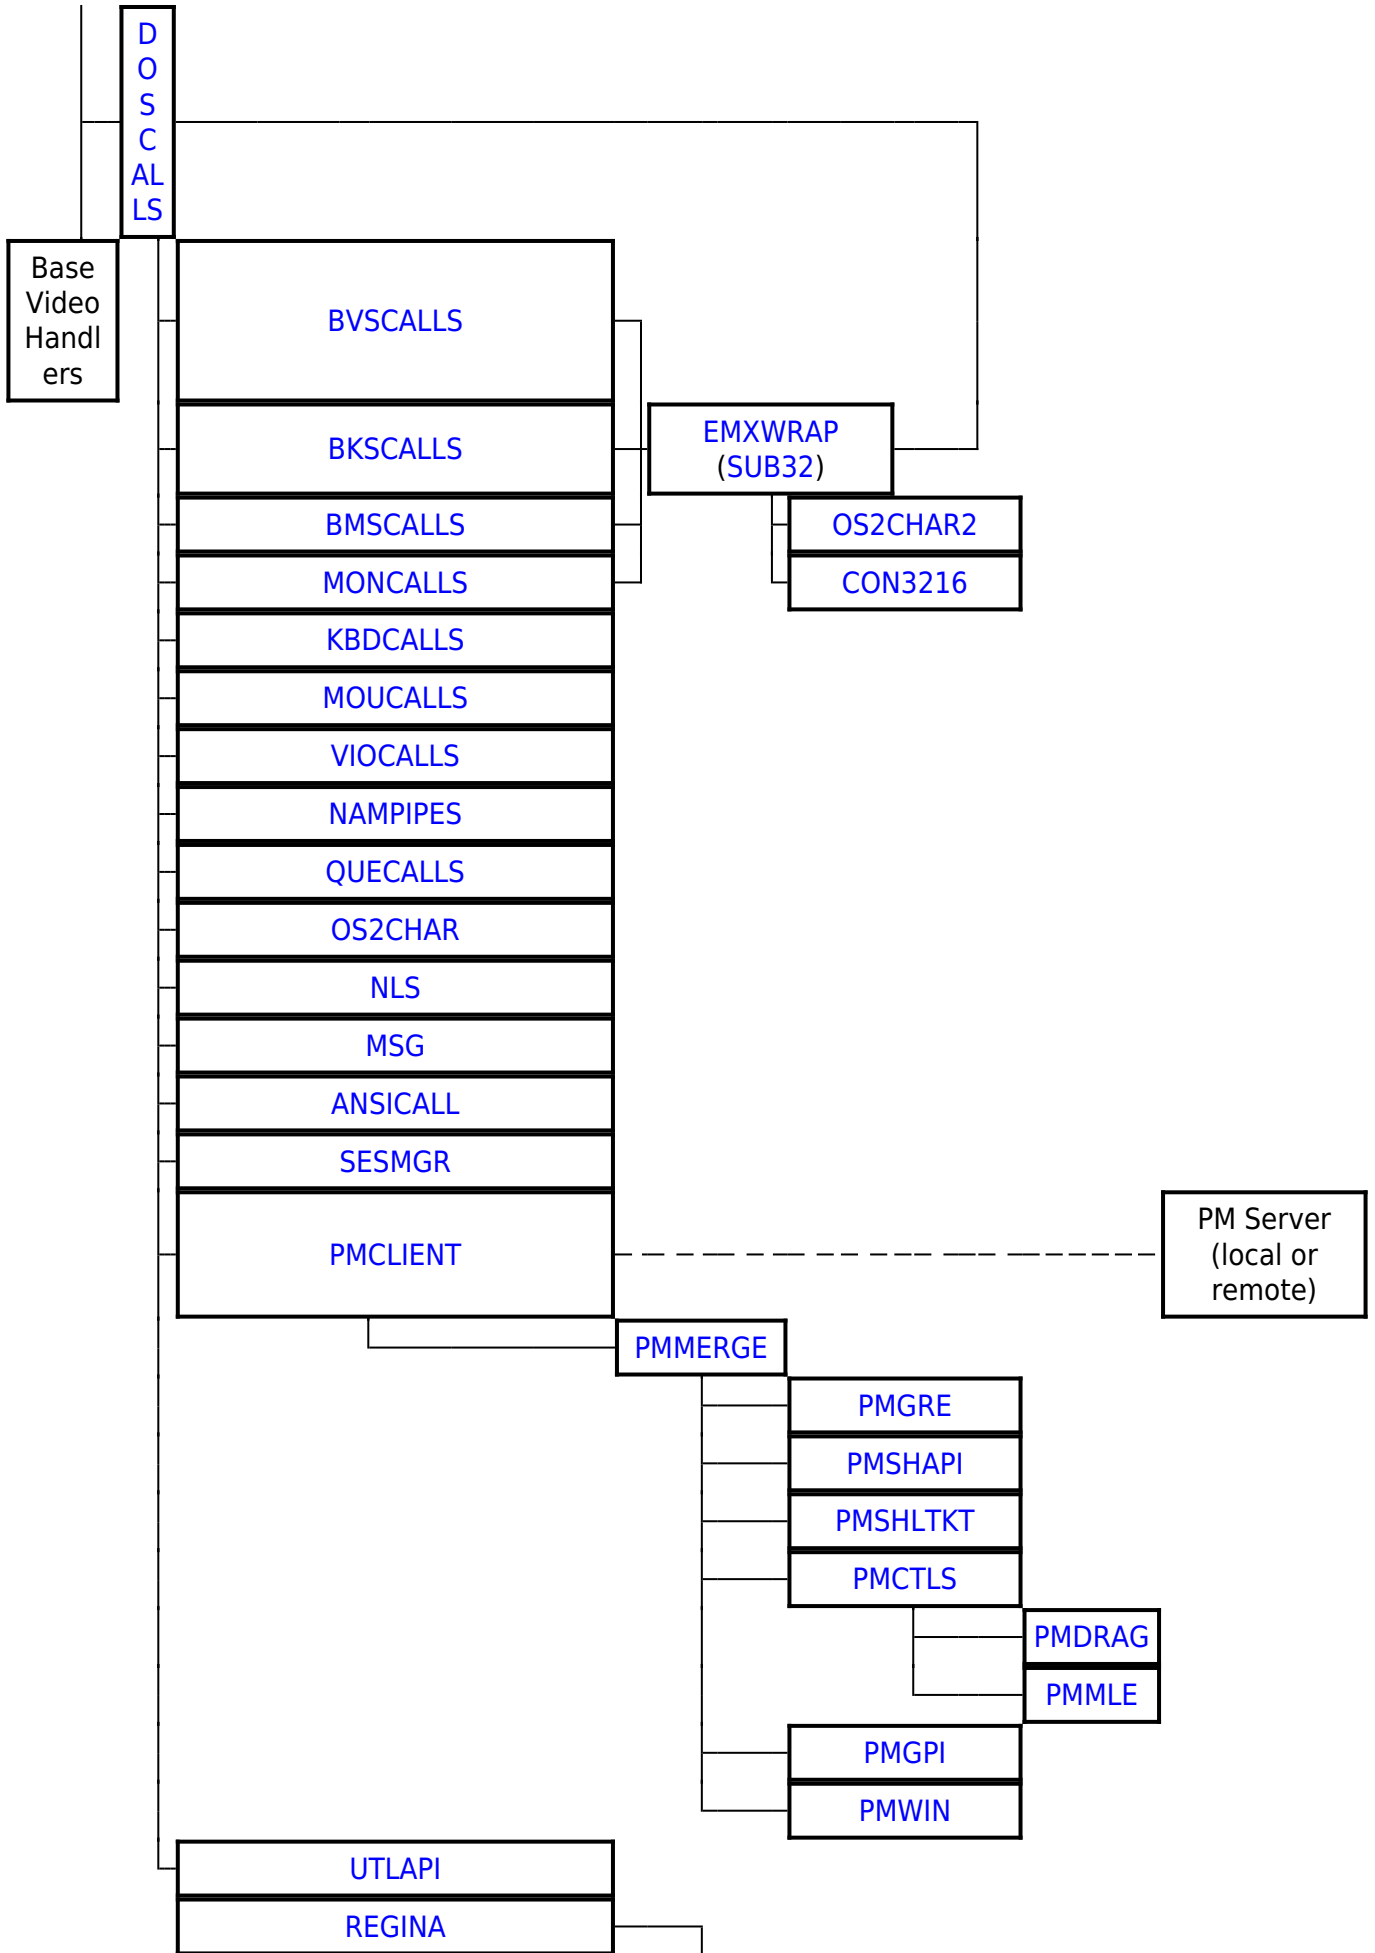 D
O
S
C
AL
LS
Base
Video
Handl
ers
BVSCALLS
BKSCALLS
EMXWRAP
(SUB32)
BMSCALLS
OS2CHAR2
MONCALLS
CON3216
KBDCALLS
MOUCALLS
VIOCALLS
NAMPIPES
QUECALLS
OS2CHAR
NLS
MSG
ANSICALL
SESMGR
PMCLIENT
PM Server
(local or
remote)
PMMERGE
PMGRE
PMSHAPI
PMSHLTKT
PMCTLS
PMDRAG
PMMLE
PMGPI
PMWIN
UTLAPI
REGINA